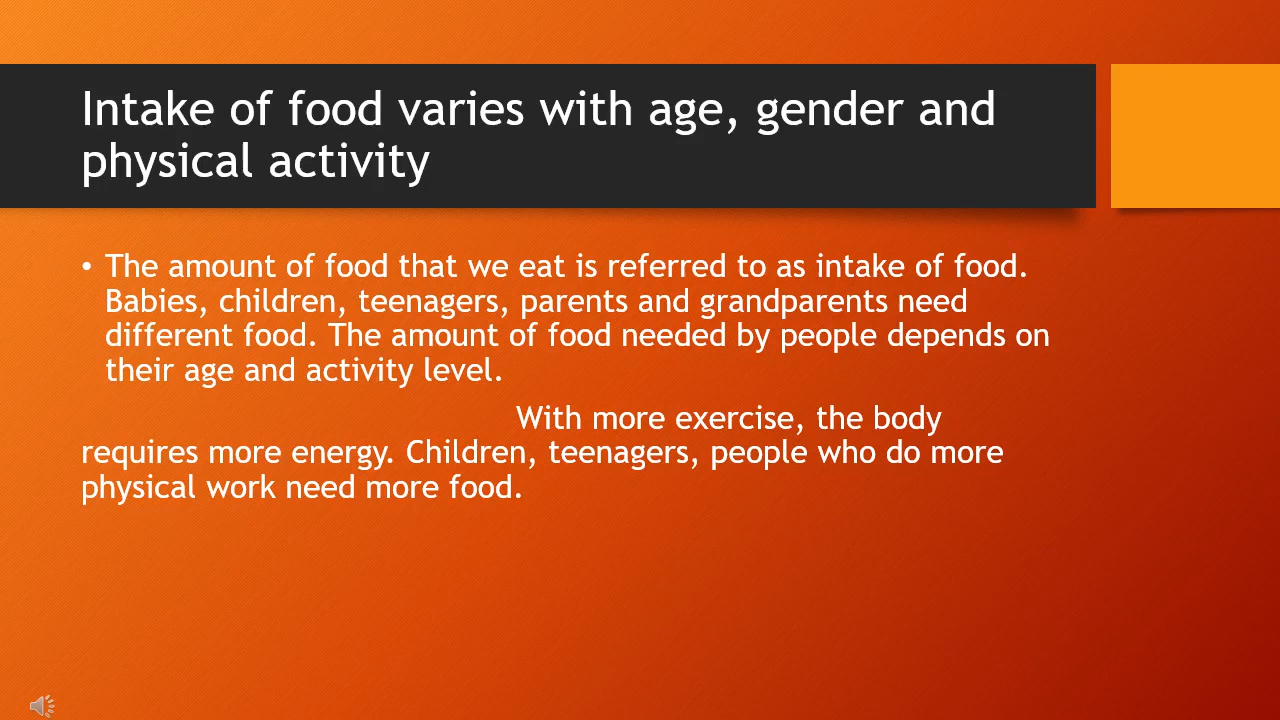 Intake of food varies with age, gender and
physical activity
• The amount of food that we eat is referred to as intake of food.
Babies, children, teenagers, parents and grandparents need
different food. The amount of food needed by people depends on
their age and activity level.
With more exercise, the body
requires more energy. Children, teenagers, people who do more
physical work need more food.